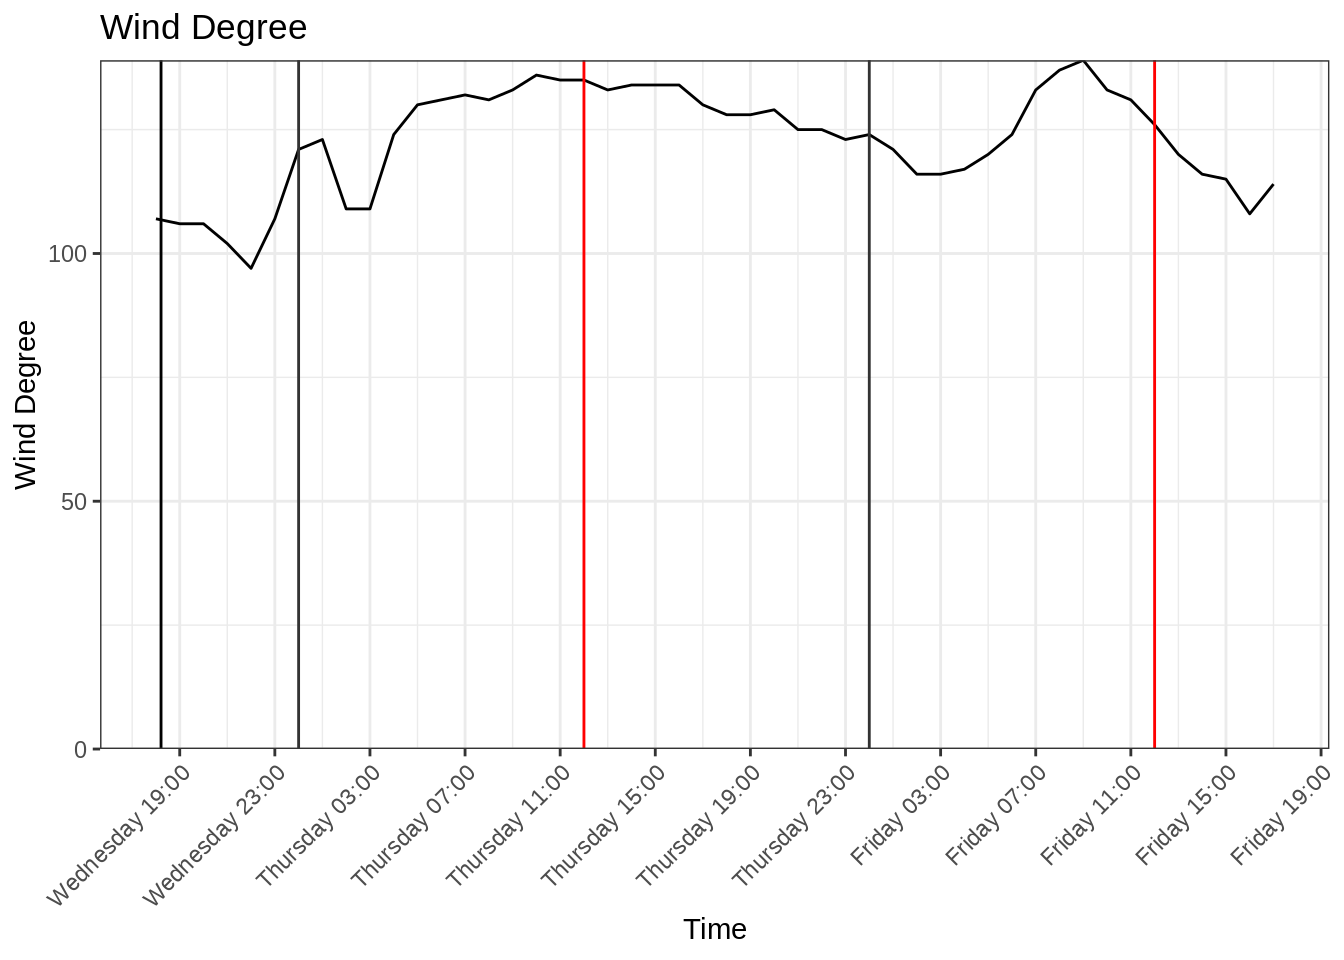 Wind Degree
Wind Degree
100
50
0
Wednesday 19:00
Wednesday 23:00
Thursday 03:00
Thursday 07:00
Thursday 11:00
Thursday 15:00
Thursday 19:00
Thursday 23:00
Friday 03:00
Friday 07:00
Friday 11:00
Friday 15:00
Friday 19:00
Time